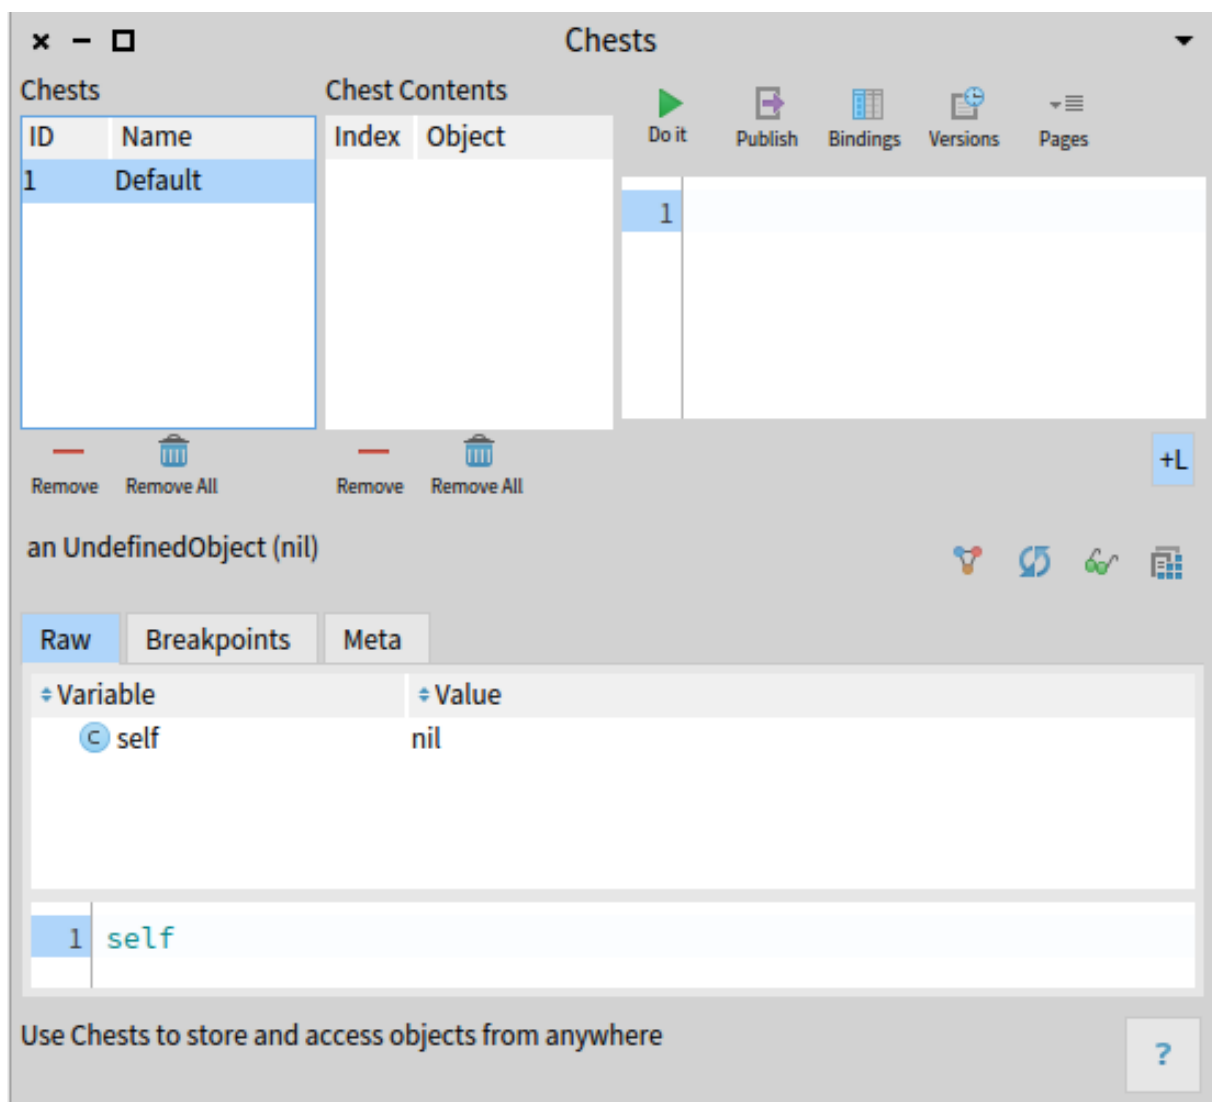 Chests
Chests
Chest Contents
Do it
Publish
Bindings
Versions
Pages
ID Name
Index Object
1 Default
1
Remove
Remove All
Remove
Remove All
+L
an UndefinedObject (nil)
Raw
Breakpoints
Meta
Variable Value
C self nil
1 self
Use Chests to store and access objects from anywhere
?